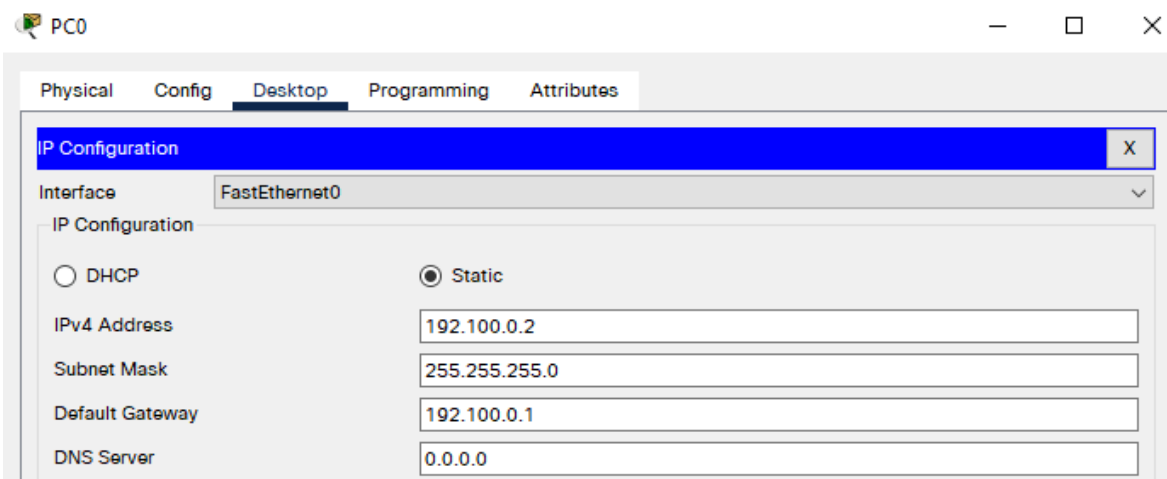 PC0
Physical Config Desktop Programming Attributes
IP Configuration X
Interface FastEthernet0
IP Configuration
DHCP Static
IPv4 Address 192.100.0.2
Subnet Mask 255.255.255.0
Default Gateway 192.100.0.1
DNS Server 0.0.0.0